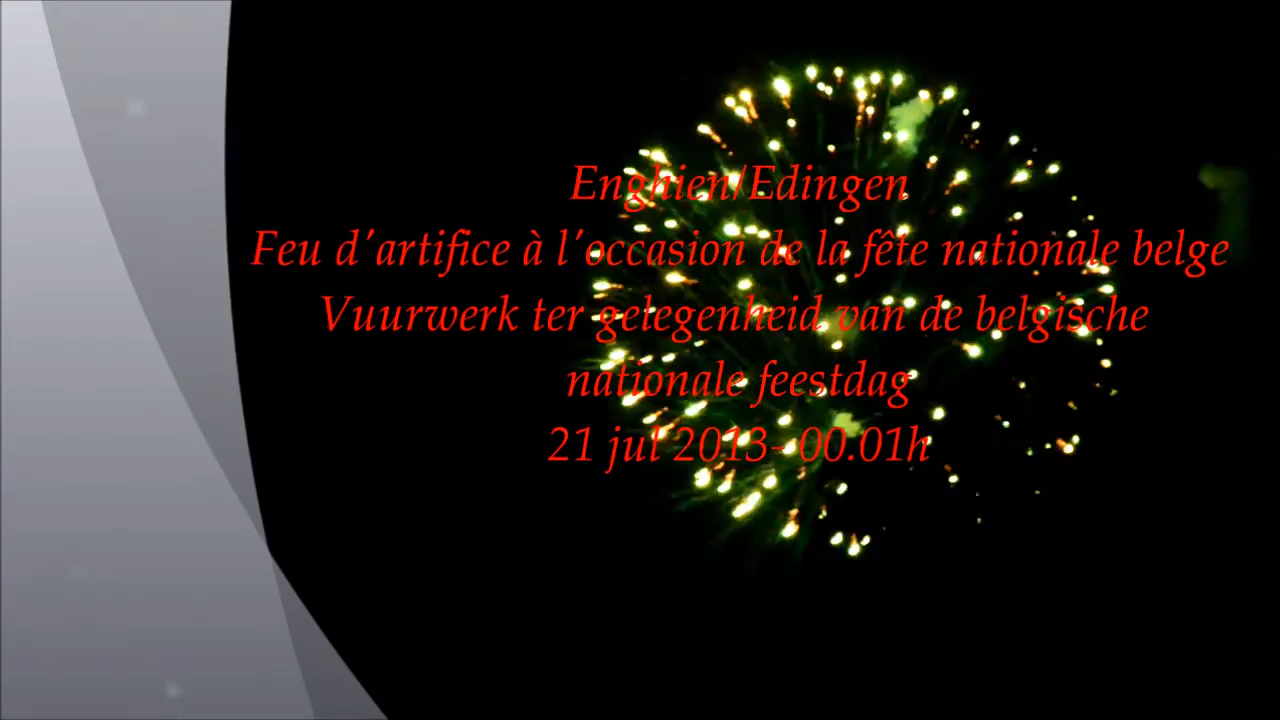 Enghien/Edingen
Feu d'artifice à l'occasion de la fête nationale belge
Vuurwerk ter gelegenheid van de belgische
nationale feestdag
21 jul 2013- 00.01h